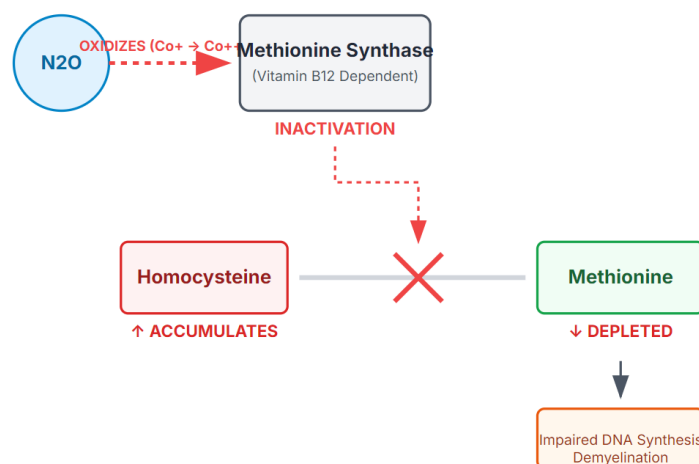 N2O
OXIDIZES (Co+ → Co++
Methionine Synthase
(Vitamin B12 Dependent)
INACTIVATION
Homocysteine
Methionine
↑ ACCUMULATES
↓ DEPLETED
Impaired DNA Synthesis
Demyelination